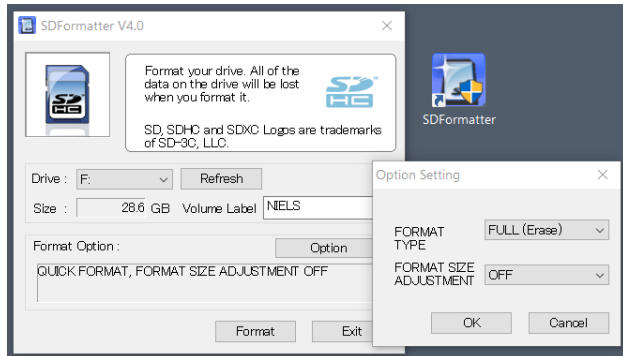 SDFormatter V4.0
Format your drive. All of the
data on the drive will be lost
when you format it.
SD, SDHC and SDXC Logos are trademarks
of SD-3C, LLC.
SD
HC
SD
HC
Drive :
F:
Refresh
Size :
28.6 GB
Volume Label
NIELS
Format Option :
Option
QUICK FORMAT, FORMAT SIZE ADJUSTMENT OFF
Format
Exit
SDFormatter
Option Setting
FORMAT
TYPE
FULL (Erase)
FORMAT SIZE
ADJUSTMENT
OFF
OK
Cancel